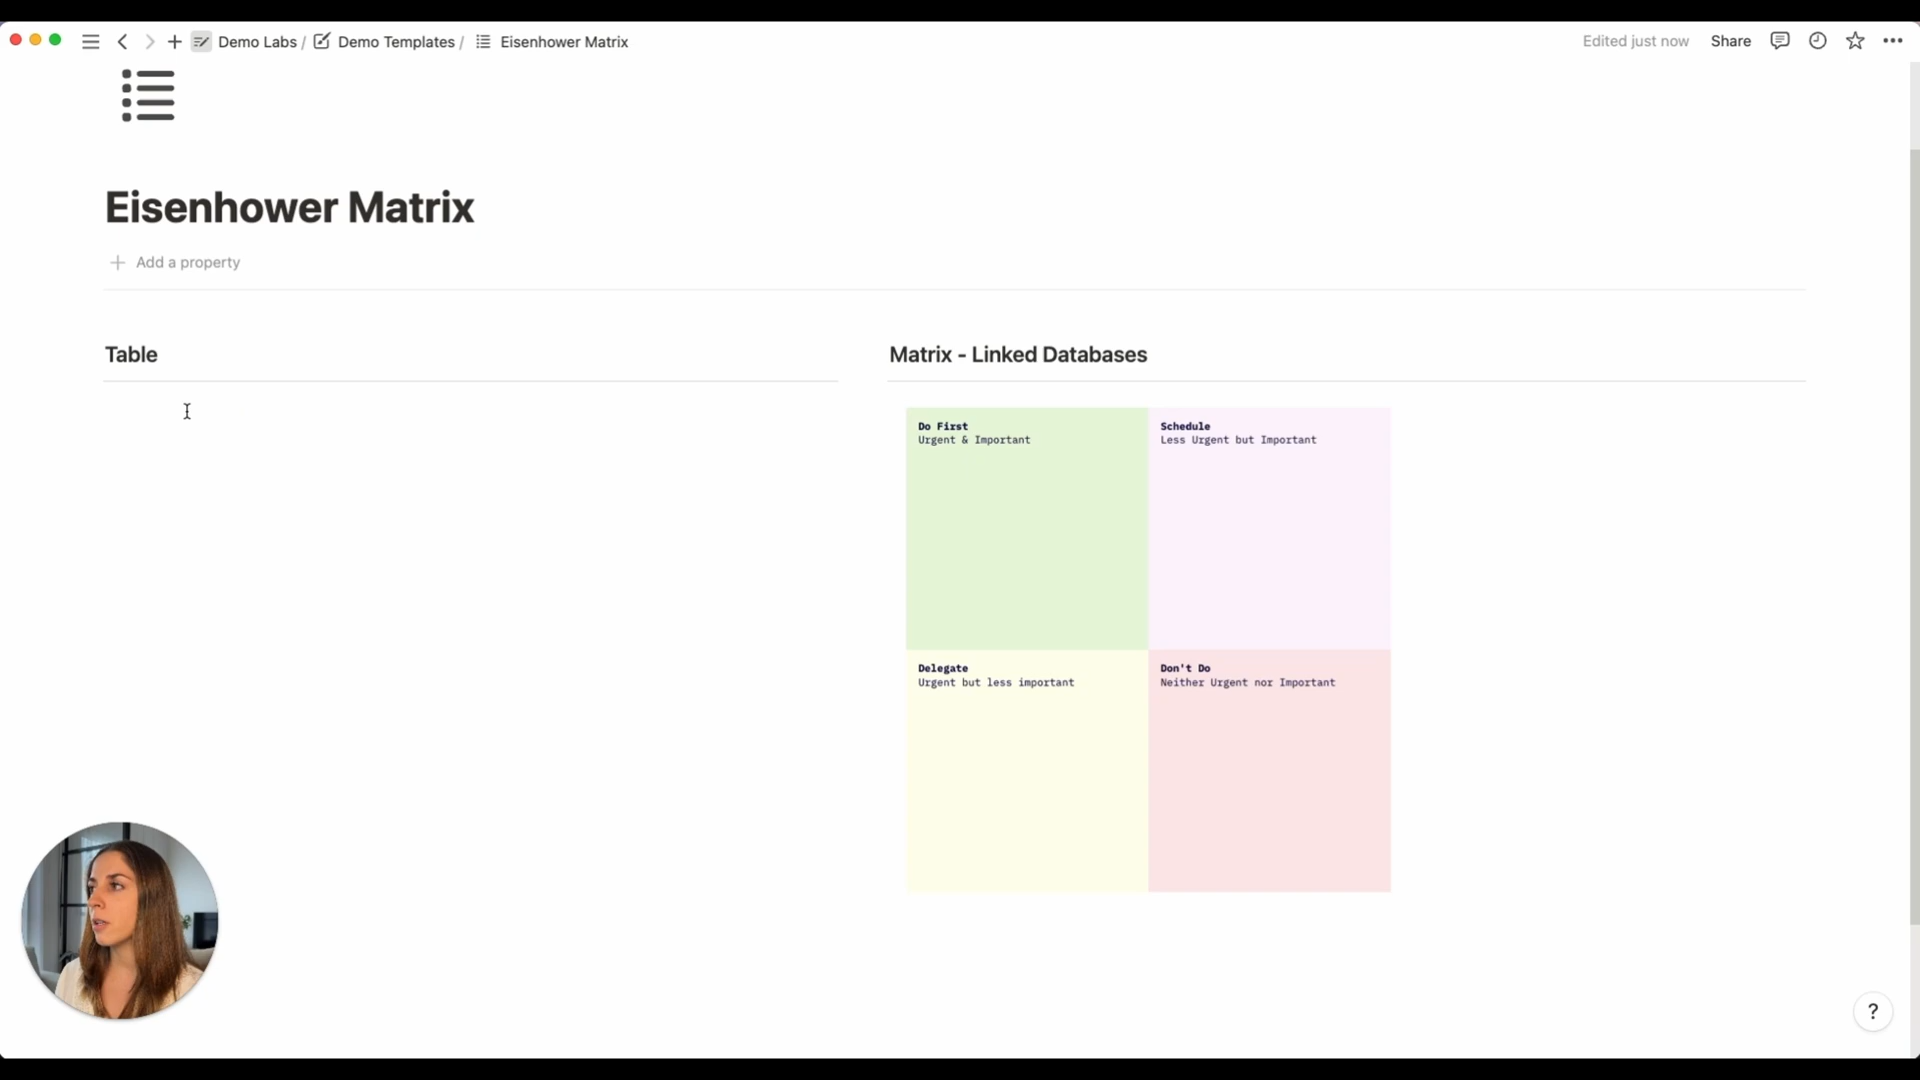 Demo Labs / Demo Templates / Eisenhower Matrix
Edited just now Share
Eisenhower Matrix
Add a property
Table
Matrix - Linked Databases
Do First
Urgent & Important
Schedule
Less Urgent but Important
Delegate
Urgent but less important
Don't Do
Neither Urgent nor Important
?